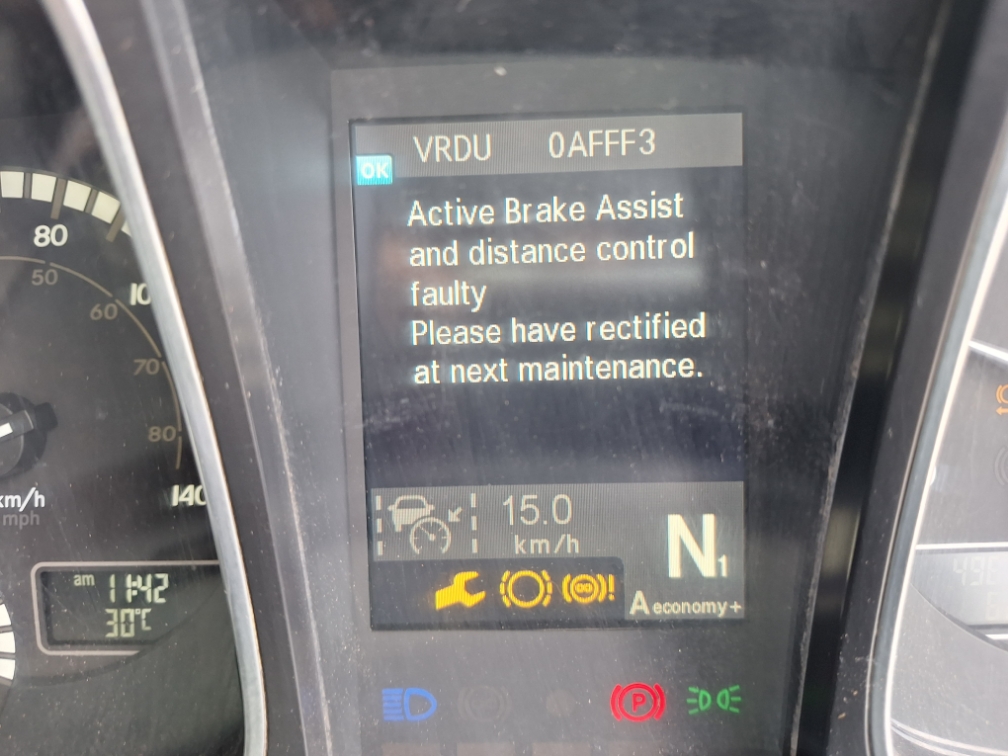 VRDU 0AFFF3
OK
Active Brake Assist
and distance control
faulty
Please have rectified
at next maintenance.
15.0
km/h
N1
A economy+
80
50
60
70
80
140
km/h
mph
am 11:42
30°C
P